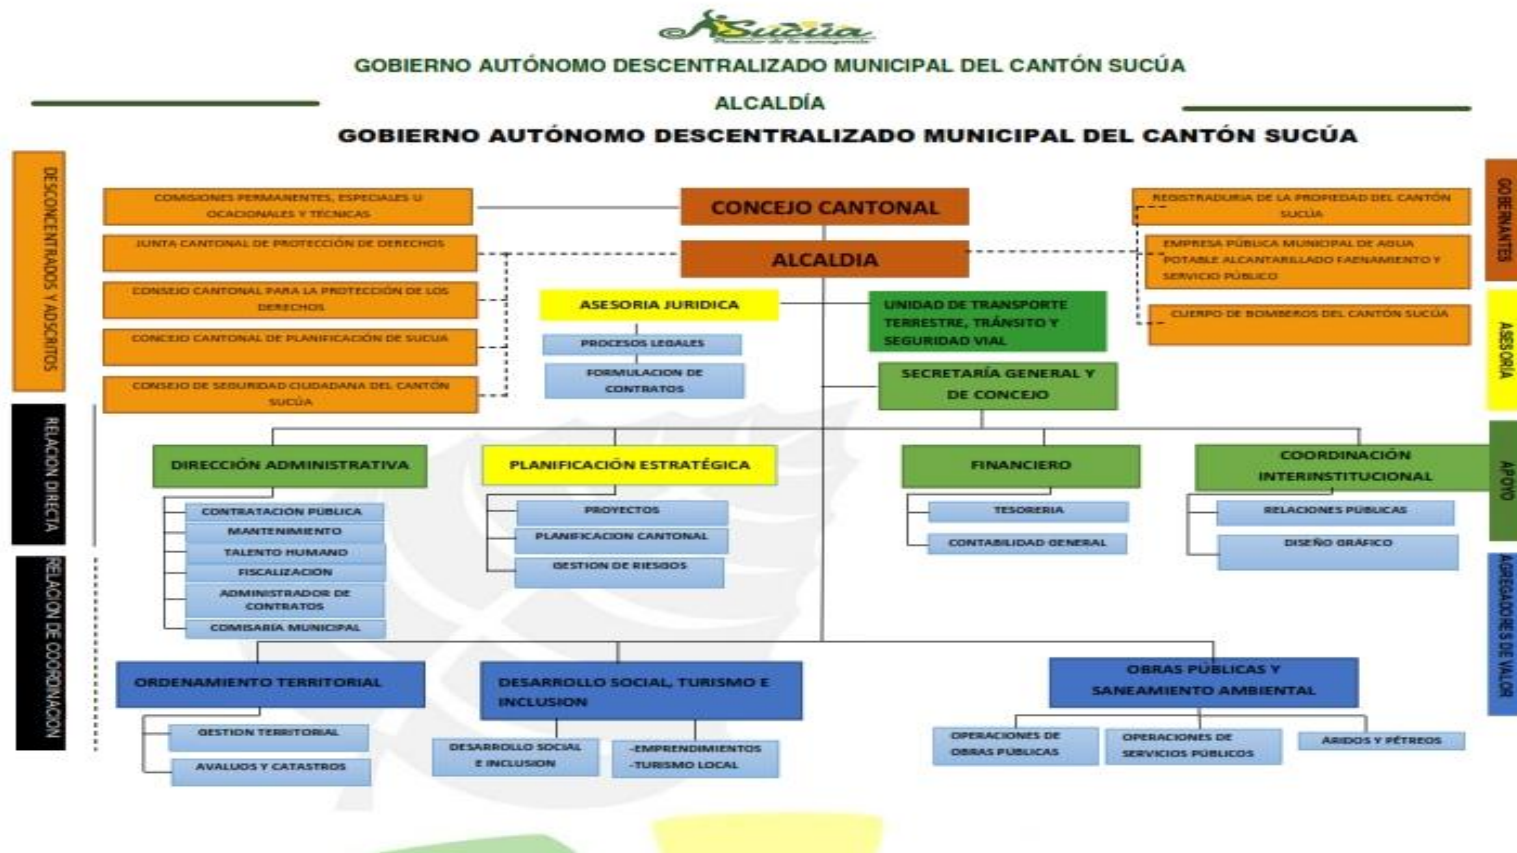 Sucúa
GOBIERNO AUTÓNOMO DESCENTRALIZADO MUNICIPAL DEL CANTÓN SUCÚA
ALCALDÍA
GOBIERNO AUTÓNOMO DESCENTRALIZADO MUNICIPAL DEL CANTÓN SUCÚA
DESCONCENTRADOS Y ADSCRITOS
RELACION DIRECTA
RELACION DE COORDINACION
COMISIONES PERMANENTES, ESPECIALES U
OCACIONALES Y TÉCNICAS
JUNTA CANTONAL DE PROTECCIÓN DE DERECHOS
CONSEJO CANTONAL PARA LA PROTECCIÓN DE LOS
DERECHOS
CONCEJO CANTONAL DE PLANIFICACIÓN DE SUCUA
CONSEJO DE SEGURIDAD CIUDADANA DEL CANTÓN
SUCÚA
CONCEJO CANTONAL
ALCALDIA
REGISTRADURIA DE LA PROPIEDAD DEL CANTÓN
SUCÚA
EMPRESA PÚBLICA MUNICIPAL DE AGUA
POTABLE ALCANTARILLADO FAENAMIENTO Y
SERVICIO PÚBLICO
CUERPO DE BOMBEROS DEL CANTÓN SUCÚA
GOBERNANTES
ASESORÍA
APOYO
AGREGADORES DE VALOR
ASESORIA JURIDICA
PROCESOS LEGALES
FORMULACION DE
CONTRATOS
UNIDAD DE TRANSPORTE
TERRESTRE, TRÁNSITO Y
SEGURIDAD VIAL
SECRETARÍA GENERAL Y
DE CONCEJO
DIRECCIÓN ADMINISTRATIVA
CONTRATACIÓN PÚBLICA
MANTENIMIENTO
TALENTO HUMANO
FISCALIZACIÓN
ADMINISTRADOR DE
CONTRATOS
COMISARÍA MUNICIPAL
PLANIFICACIÓN ESTRATÉGICA
PROYECTOS
PLANIFICACION CANTONAL
GESTION DE RIESGOS
FINANCIERO
TESORERIA
CONTABILIDAD GENERAL
COORDINACIÓN
INTERINSTITUCIONAL
RELACIONES PÚBLICAS
DISEÑO GRÁFICO
ORDENAMIENTO TERRITORIAL
GESTION TERRITORIAL
AVALUOS Y CATASTROS
DESARROLLO SOCIAL, TURISMO E
INCLUSION
DESARROLLO SOCIAL
E INCLUSION
-EMPRENDIMIENTOS
-TURISMO LOCAL
OBRAS PÚBLICAS Y
SANEAMIENTO AMBIENTAL
OPERACIONES DE
OBRAS PÚBLICAS
OPERACIONES DE
SERVICIOS PÚBLICOS
ARIDOS Y PÉTREOS